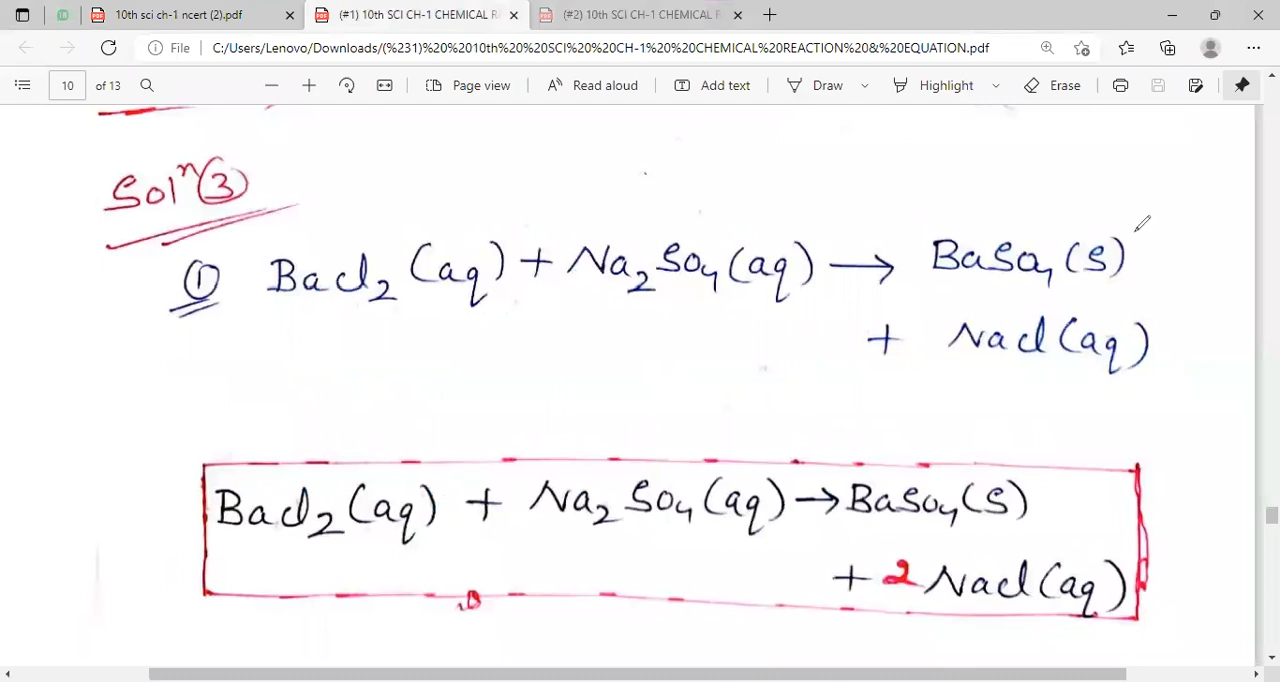 10th sci ch-1 ncert (2).pdf
(#1) 10th SCI CH-1 CHEMICAL R
(#2) 10th SCI CH-1 CHEMICAL F
File
C:/Users/Lenovo/Downloads/(%231)%20%2010th%20%20SCI%20%20CH-1%20%20CHEMICAL%20REACTION%20&%20EQUATION.pdf
10 of 13
Page view
Read aloud
Add text
Draw
Highlight
Erase
Solⁿ(3)
① BaCl₂(aq) + Na₂SO₄(aq) → BaSO₄(s)
+ NaCl(aq)
BaCl₂(aq) + Na₂SO₄(aq) → BaSO₄(s)
+ 2 NaCl(aq)